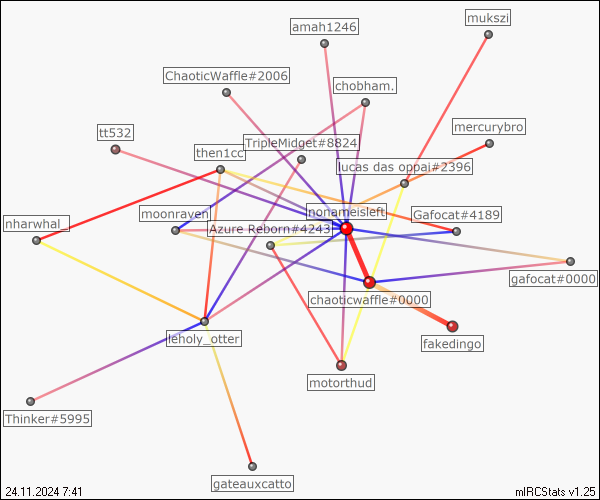 mukszi
amah1246
ChaoticWaffle#2006
chobham.
tt532
mercurybro
TripleMidget#8824
then1cc
lucas das oppai#2396
nharwhal_
moonraven
nonameisleft
Gafocat#4189
Azure Reborn#4243
gafocat#0000
chaoticwaffle#0000
leholy_otter
fakedingo
motorthud
Thinker#5995
gateauxcatto
24.11.2024 7:41
mIRCStats v1.25